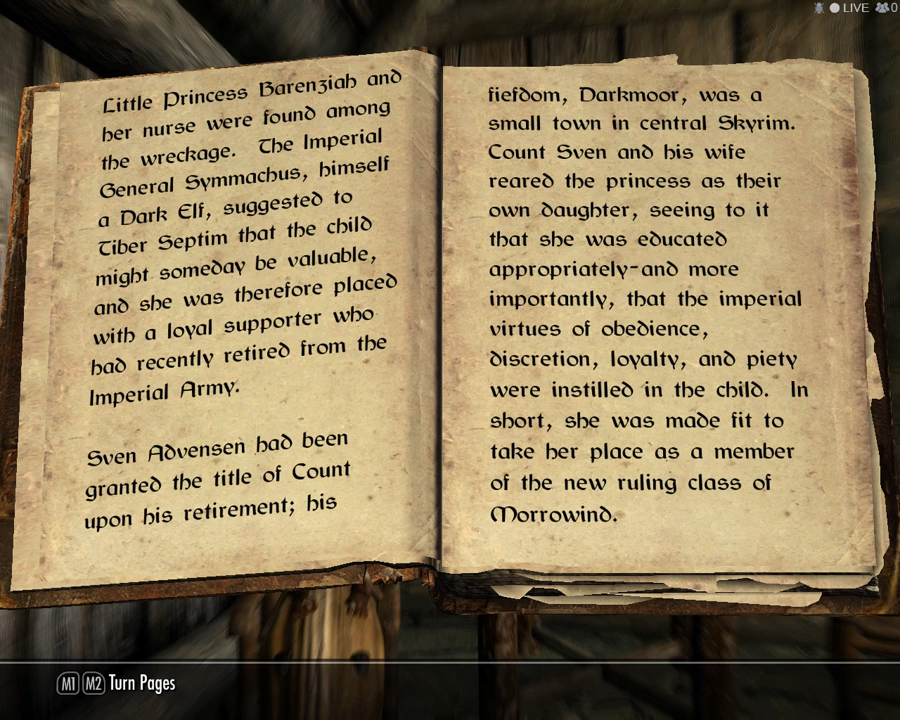 LIVE 0
Little Princess Barenziah and
her nurse were found among
the wreckage.  The Imperial
General Symmachus, himself
a Dark Elf, suggested to
Tiber Septim that the child
might someday be valuable,
and she was therefore placed
with a loyal supporter who
had recently retired from the
Imperial Army.
Sven Advensen had been
granted the title of Count
upon his retirement; his
fiefdom, Darkmoor, was a
small town in central Skyrim.
Count Sven and his wife
reared the princess as their
own daughter, seeing to it
that she was educated
appropriately-and more
importantly, that the imperial
virtues of obedience,
discretion, loyalty, and piety
were instilled in the child.  In
short, she was made fit to
take her place as a member
of the new ruling class of
Morrowind.
M1 M2 Turn Pages